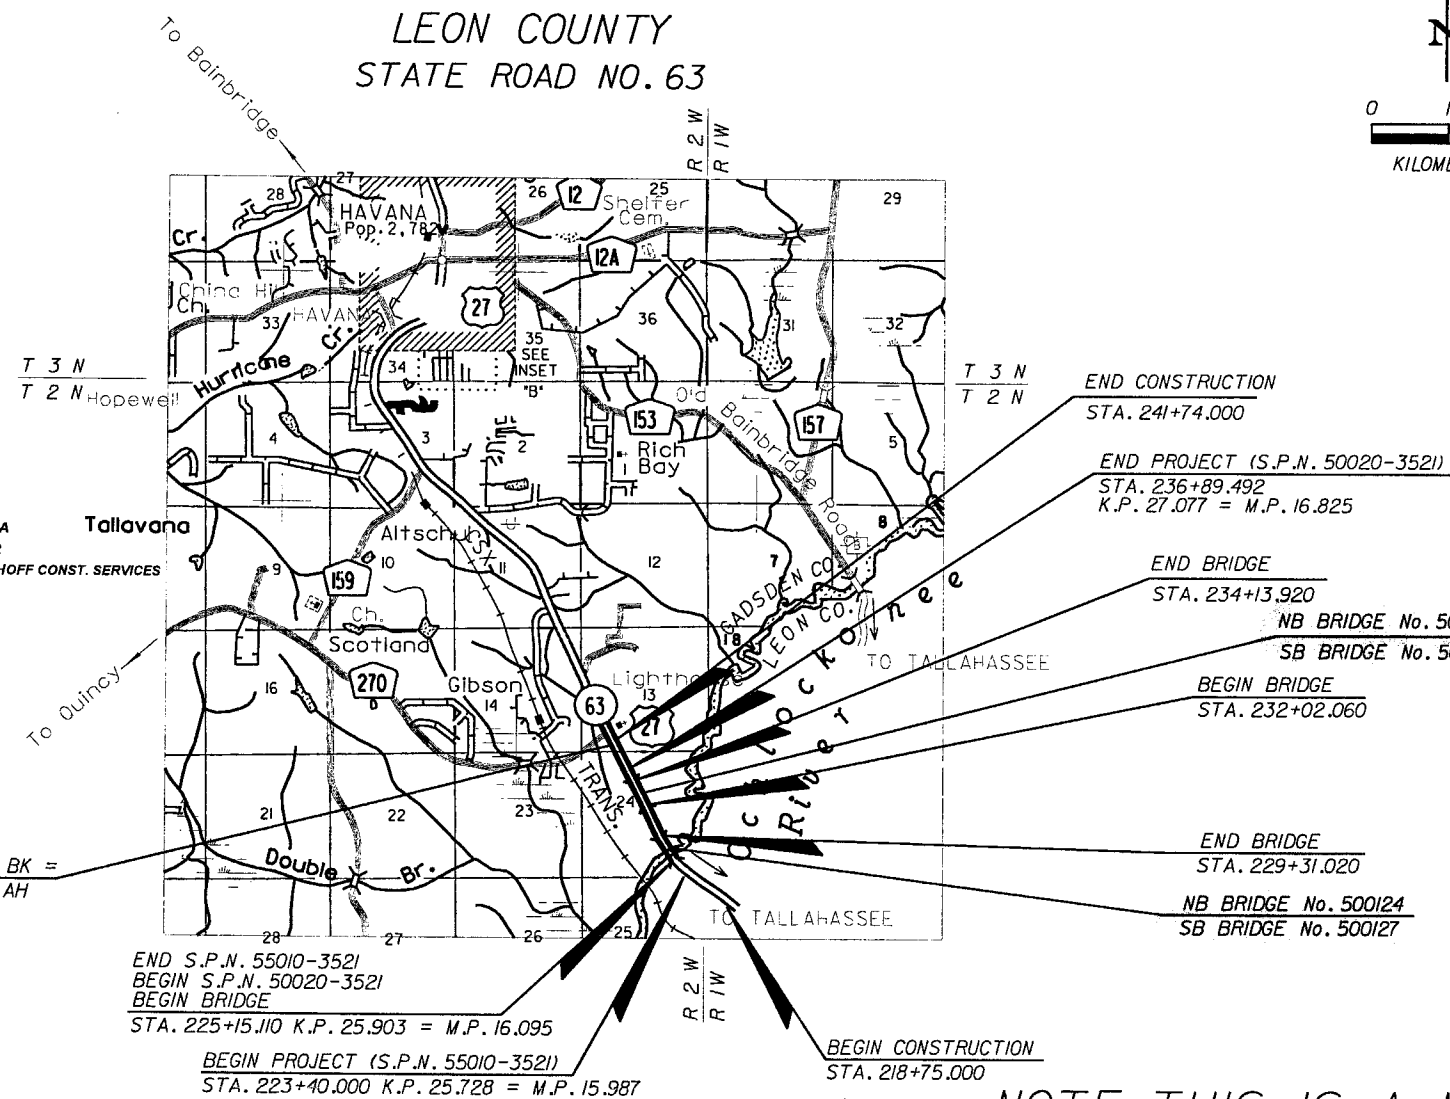 LEON COUNTY
STATE ROAD NO. 63
N
0
KILOME
To Bainbridge
R 2 W
R 1W
28
27
26
12
25
29
HAVANA
Pop. 2,782
Shelter
Cem.
Cr.
12A
China Hill
Ch.
33
HAVANA
27
36
31
32
Cr.
35
SEE
INSET
"B"
34
Hurricane
T 3 N
T 2 N
Hopewell
T 3 N
T 2 N
END CONSTRUCTION
STA. 241+74.000
Old Bainbridge Road
153
157
4
3
2
1
5
Rich
Bay
END PROJECT (S.P.N. 50020-3521)
STA. 236+89.492
K.P. 27.077 = M.P. 16.825
A
Tallavana
HOFF CONST. SERVICES
Altschul
8
9
10
11
12
7
159
GADSDEN CO.
LEON CO.
END BRIDGE
STA. 234+13.920
NB BRIDGE No. 50
SB BRIDGE No. 50
Ch.
Scotland
18
TO TALLAHASSEE
Ochlockonee
River
To Quincy
16
270
Gibson
14
Lighthouse
13
63
27
BEGIN BRIDGE
STA. 232+02.060
TRANS.
21
22
23
24
END BRIDGE
STA. 229+31.020
BK =
AH
Double
Br.
NB BRIDGE No. 500124
SB BRIDGE No. 500127
TO TALLAHASSEE
28
27
26
25
END S.P.N. 55010-3521
BEGIN S.P.N. 50020-3521
BEGIN BRIDGE
STA. 225+15.110 K.P. 25.903 = M.P. 16.095
R 2 W
R 1W
BEGIN PROJECT (S.P.N. 55010-3521)
STA. 223+40.000 K.P. 25.728 = M.P. 15.987
BEGIN CONSTRUCTION
STA. 218+75.000